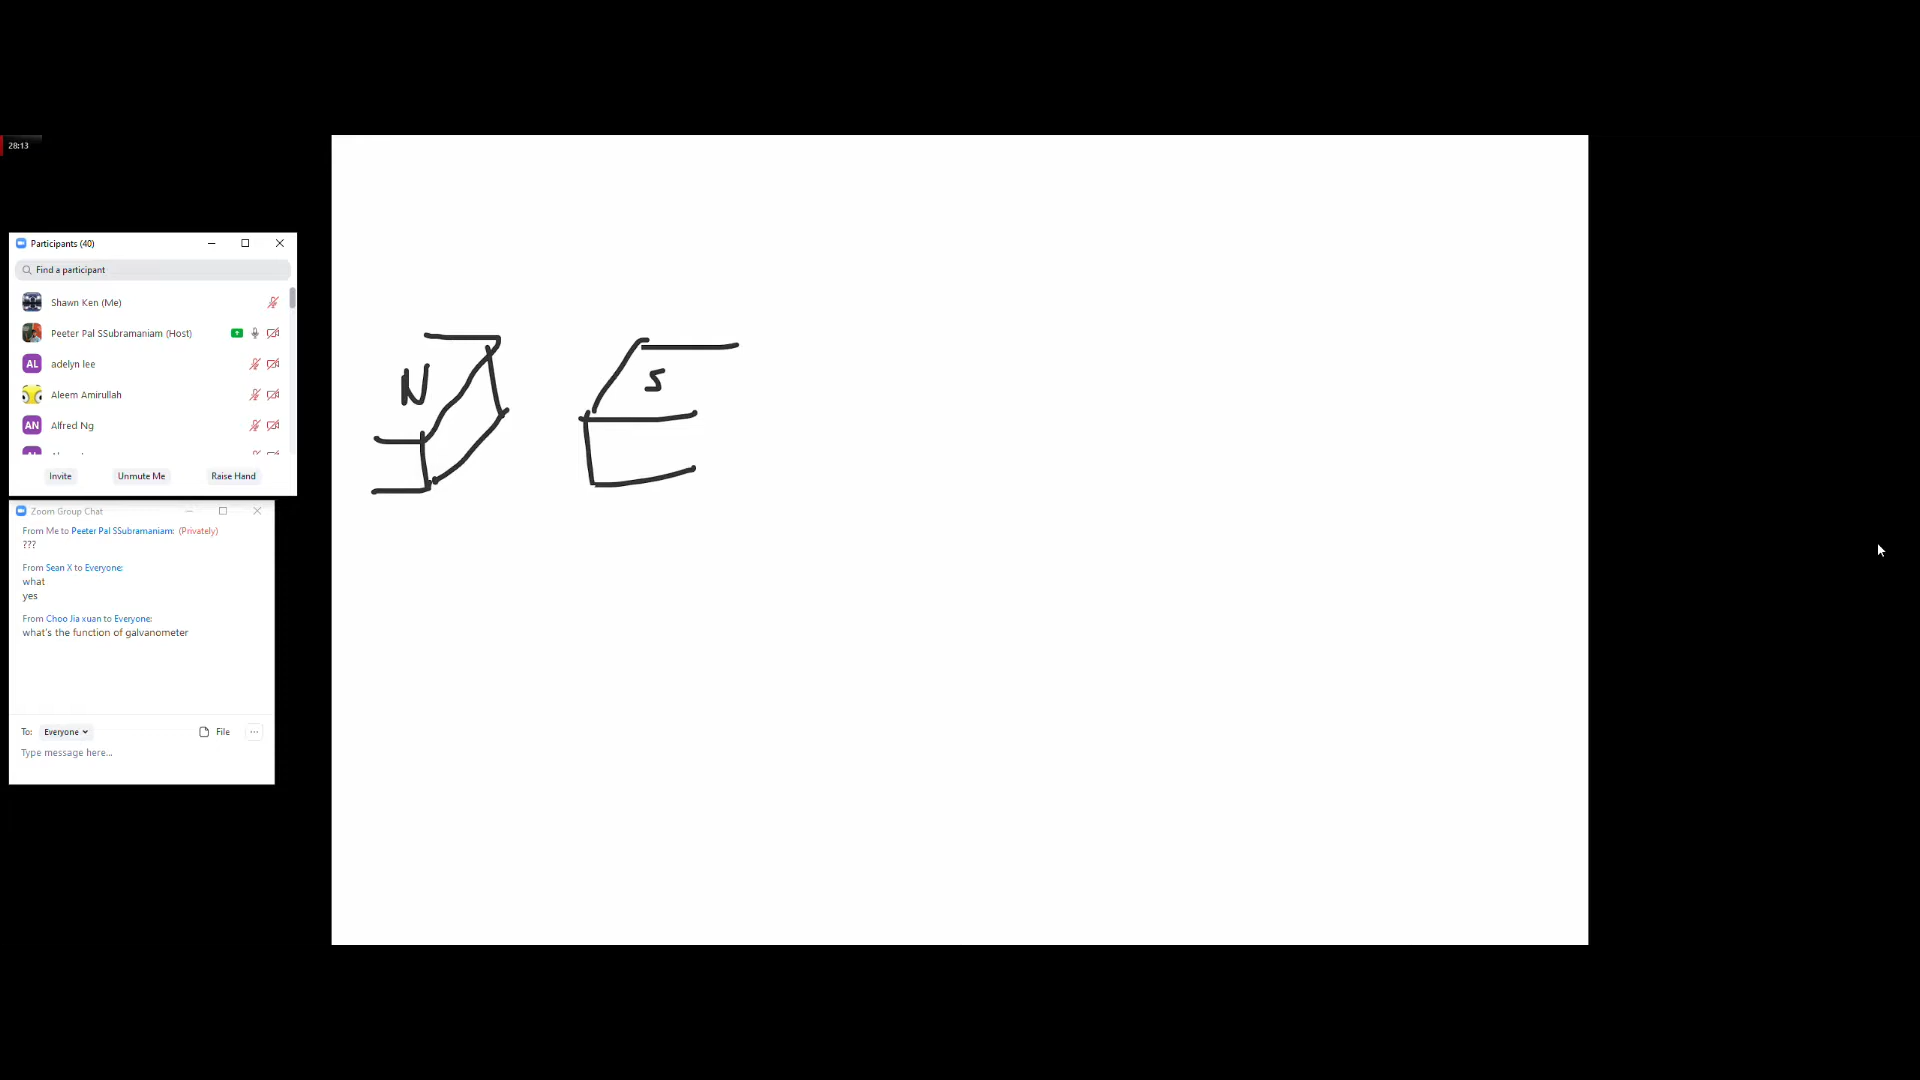 28:13
Participants (40)
Find a participant
Shawn Ken (Me)
Peeter Pal SSubramaniam (Host)
AL adelyn lee
Aleem Amirullah
AN Alfred Ng
Invite Unmute Me Raise Hand
Zoom Group Chat
From Me to Peeter Pal SSubramaniam: (Privately)
???
From Sean X to Everyone:
what
yes
From Choo Jia xuan to Everyone:
what's the function of galvanometer
To: Everyone File ...
Type message here...
N
S